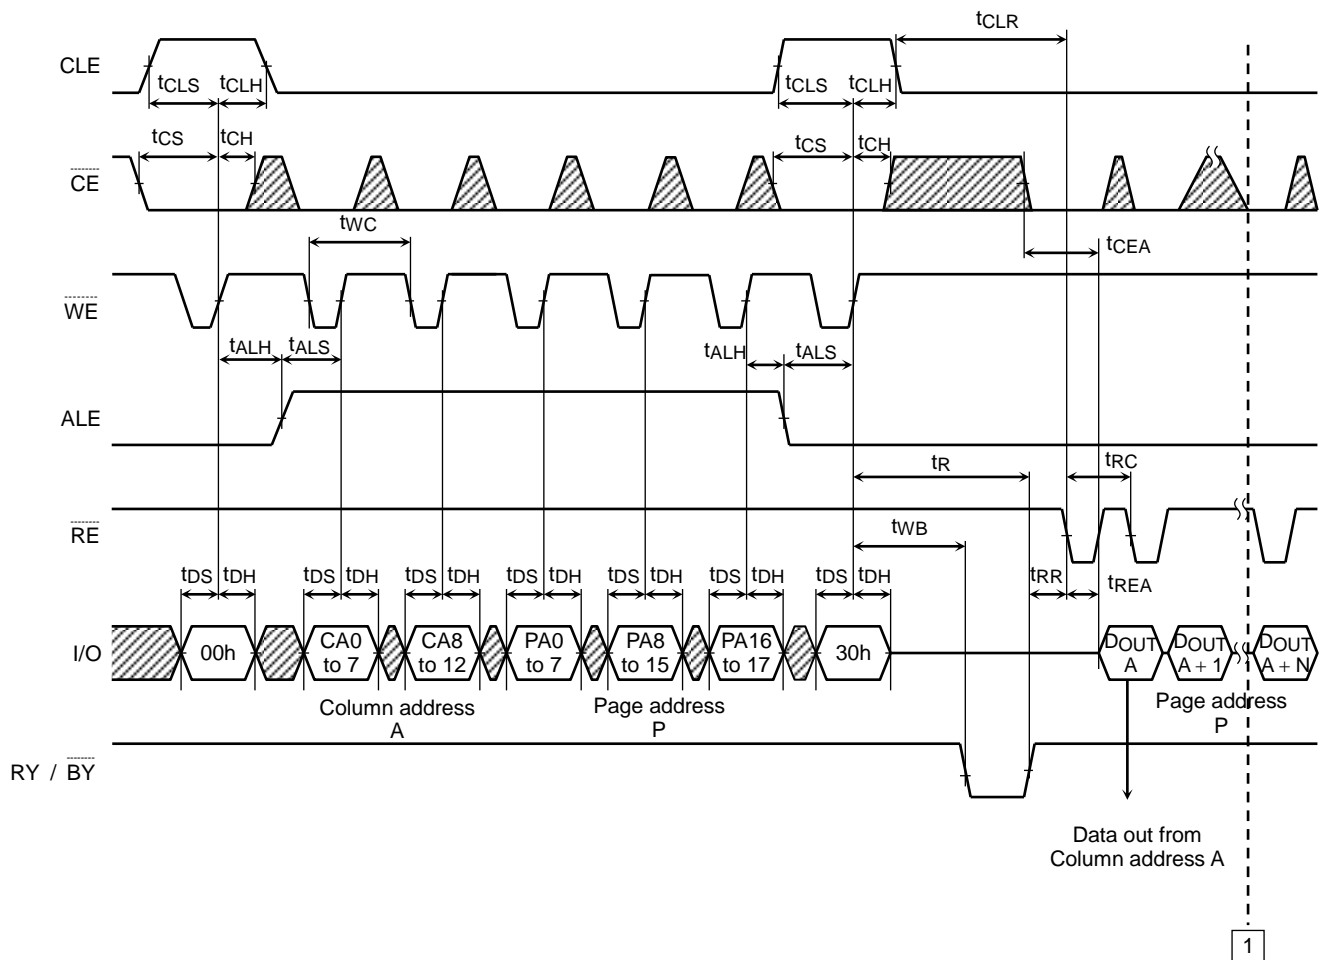 tCLR
CLE
tCLS tCLH tCLS tCLH
tCS tCH tCS tCH
CE
tWC tCEA
WE
tALH tALS tALH tALS
ALE
tR tRC
RE
tWB
tDS tDH tDS tDH tDS tDH tDS tDH tDS tDH tDS tDH tDS tDH tRR tREA
I/O
00h
CA0
to 7
CA8
to 12
PA0
to 7
PA8
to 15
PA16
to 17
30h
DOUT
A
DOUT
A + 1
DOUT
A + N
Column address
A
Page address
P
Page address
P
RY / BY
Data out from
Column address A
1